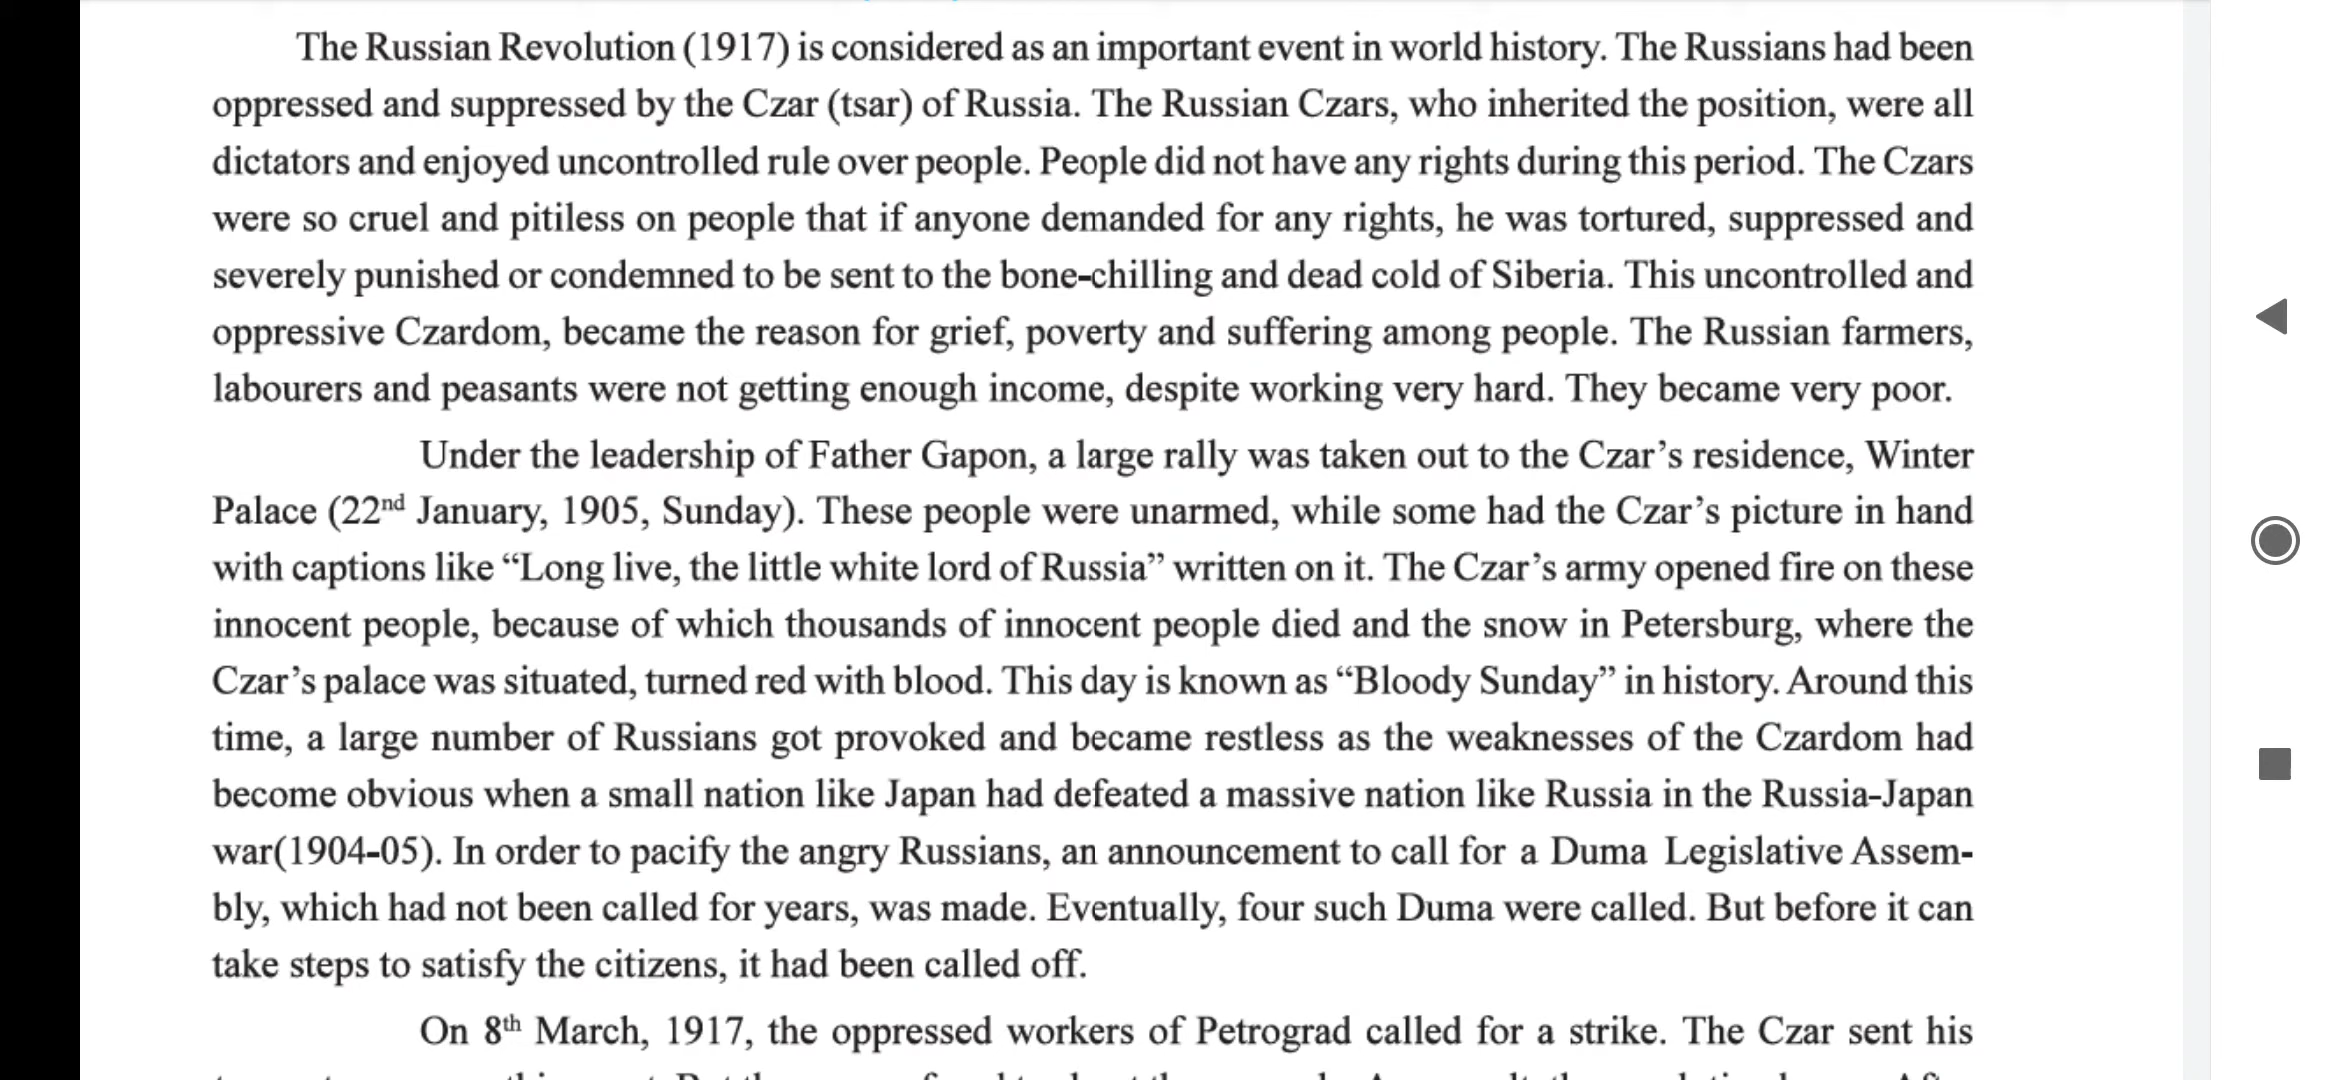 The Russian Revolution (1917) is considered as an important event in world history. The Russians had been
oppressed and suppressed by the Czar (tsar) of Russia. The Russian Czars, who inherited the position, were all
dictators and enjoyed uncontrolled rule over people. People did not have any rights during this period. The Czars
were so cruel and pitiless on people that if anyone demanded for any rights, he was tortured, suppressed and
severely punished or condemned to be sent to the bone-chilling and dead cold of Siberia. This uncontrolled and
oppressive Czardom, became the reason for grief, poverty and suffering among people. The Russian farmers,
labourers and peasants were not getting enough income, despite working very hard. They became very poor.
Under the leadership of Father Gapon, a large rally was taken out to the Czar’s residence, Winter
Palace (22nd January, 1905, Sunday). These people were unarmed, while some had the Czar’s picture in hand
with captions like “Long live, the little white lord of Russia” written on it. The Czar’s army opened fire on these
innocent people, because of which thousands of innocent people died and the snow in Petersburg, where the
Czar’s palace was situated, turned red with blood. This day is known as “Bloody Sunday” in history. Around this
time, a large number of Russians got provoked and became restless as the weaknesses of the Czardom had
become obvious when a small nation like Japan had defeated a massive nation like Russia in the Russia-Japan
war(1904-05). In order to pacify the angry Russians, an announcement to call for a Duma Legislative Assem-
bly, which had not been called for years, was made. Eventually, four such Duma were called. But before it can
take steps to satisfy the citizens, it had been called off.
On 8th March, 1917, the oppressed workers of Petrograd called for a strike. The Czar sent his